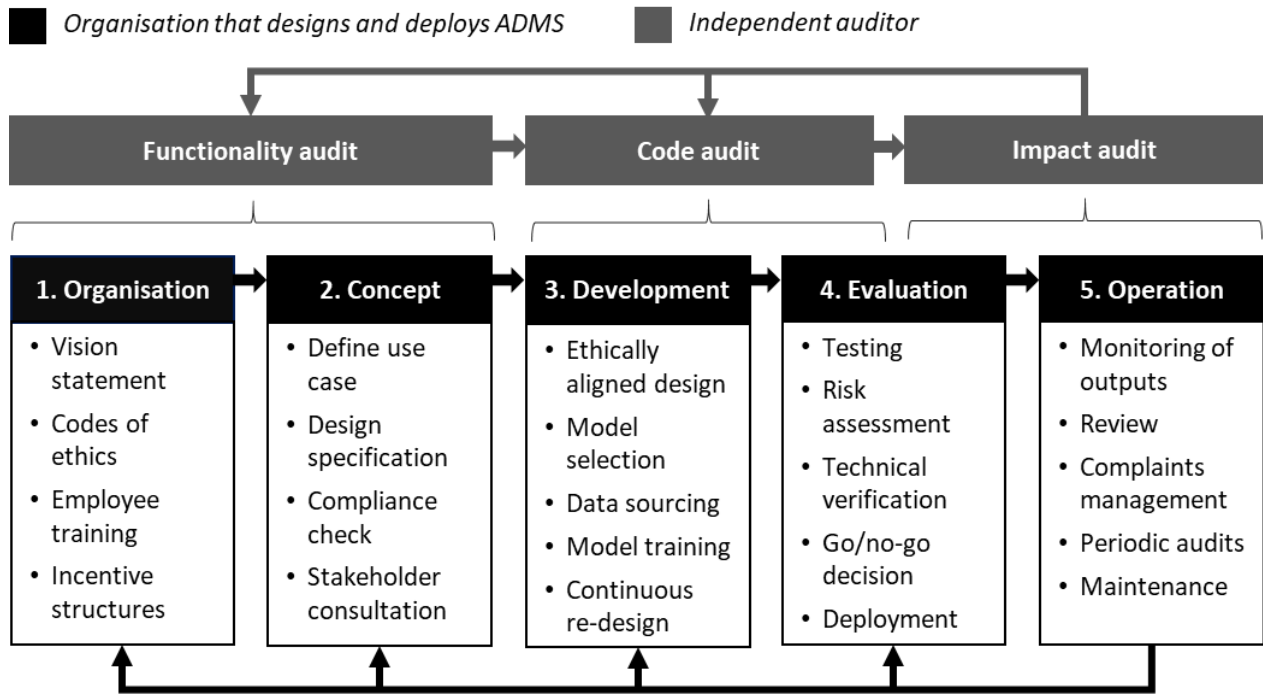 Organisation that designs and deploys ADMS
Independent auditor
Functionality audit
Code audit
Impact audit
1. Organisation
2. Concept
3. Development
4. Evaluation
5. Operation
• Vision
statement
• Codes of
ethics
• Employee
training
• Incentive
structures
• Define use
case
• Design
specification
• Compliance
check
• Stakeholder
consultation
• Ethically
aligned design
• Model
selection
• Data sourcing
• Model training
• Continuous
re-design
• Testing
• Risk
assessment
• Technical
verification
• Go/no-go
decision
• Deployment
• Monitoring of
outputs
• Review
• Complaints
management
• Periodic audits
• Maintenance